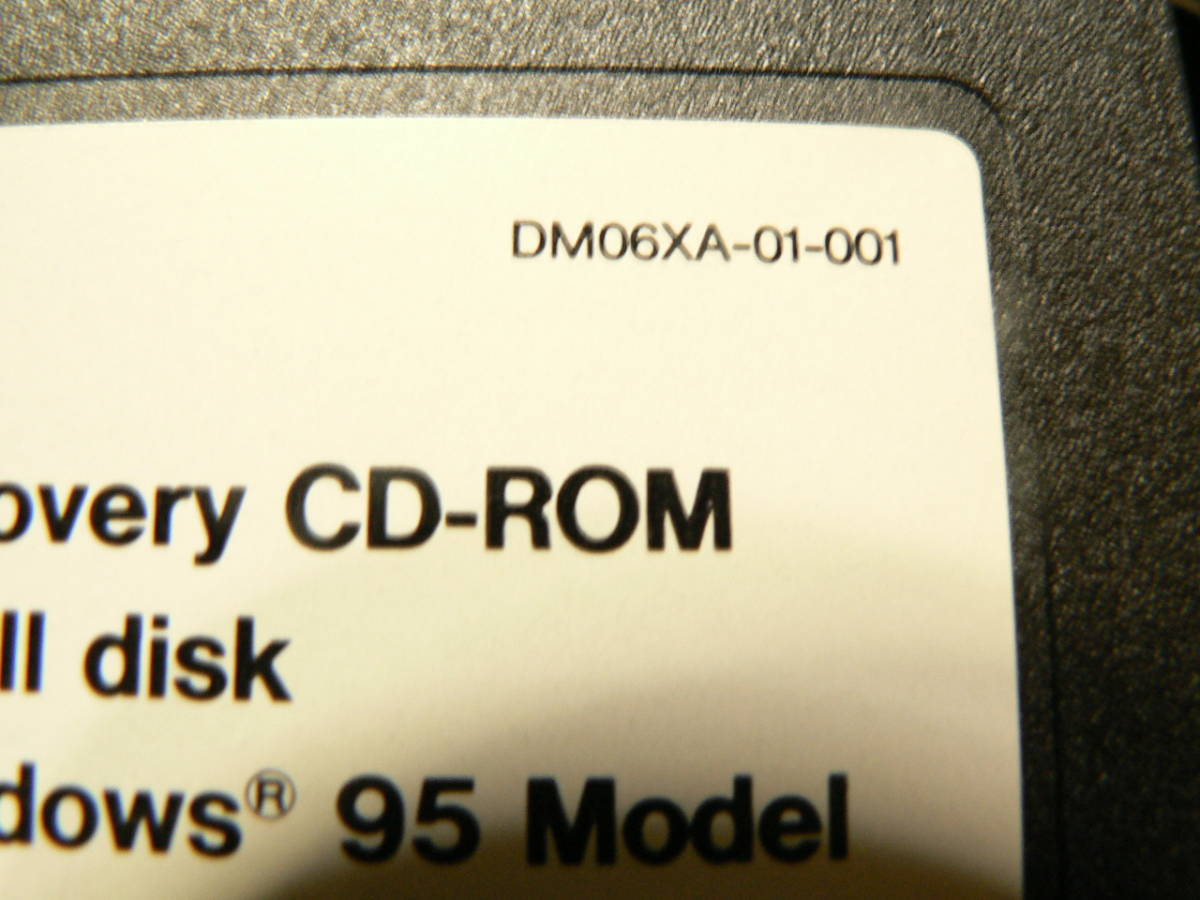 DM06XA-01-001
overy CD-ROM
ll disk
dows® 95 Model